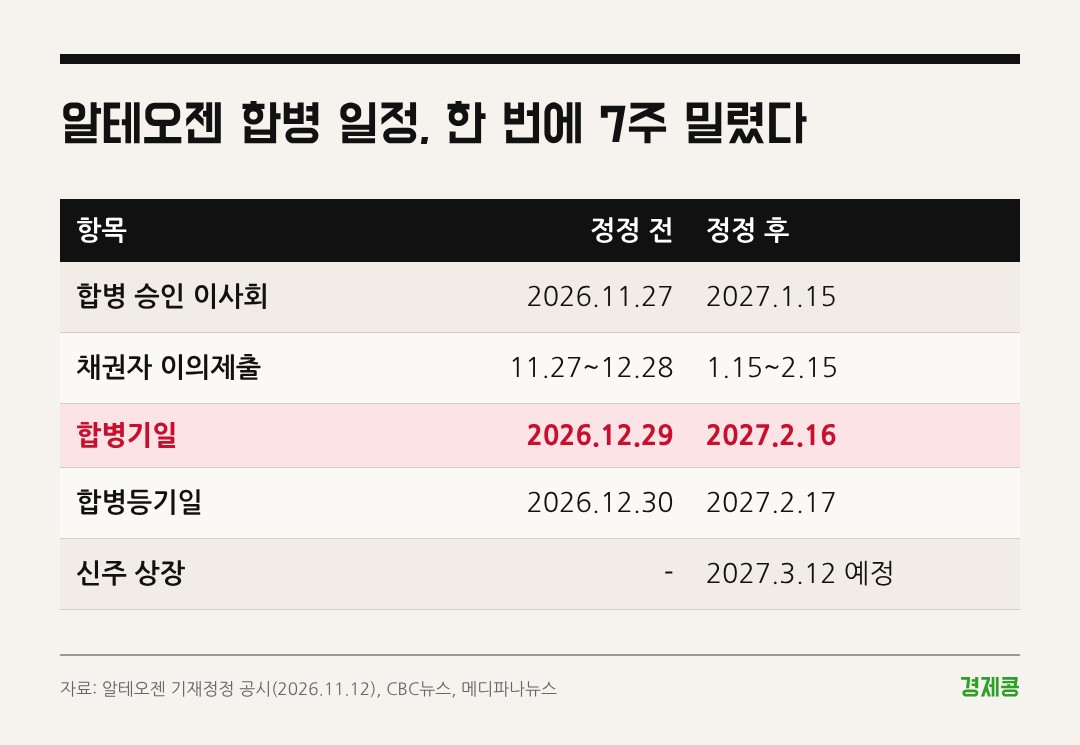 알테오젠 합병 일정, 한 번에 7주 밀렸다
항목 정정 전 정정 후
합병 승인 이사회 2026.11.27 2027.1.15
채권자 이의제출 11.27~12.28 1.15~2.15
합병기일 2026.12.29 2027.2.16
합병등기일 2026.12.30 2027.2.17
신주 상장 - 2027.3.12 예정
자료: 알테오젠 기재정정 공시(2026.11.12), CBC뉴스, 메디파나뉴스
경제콩